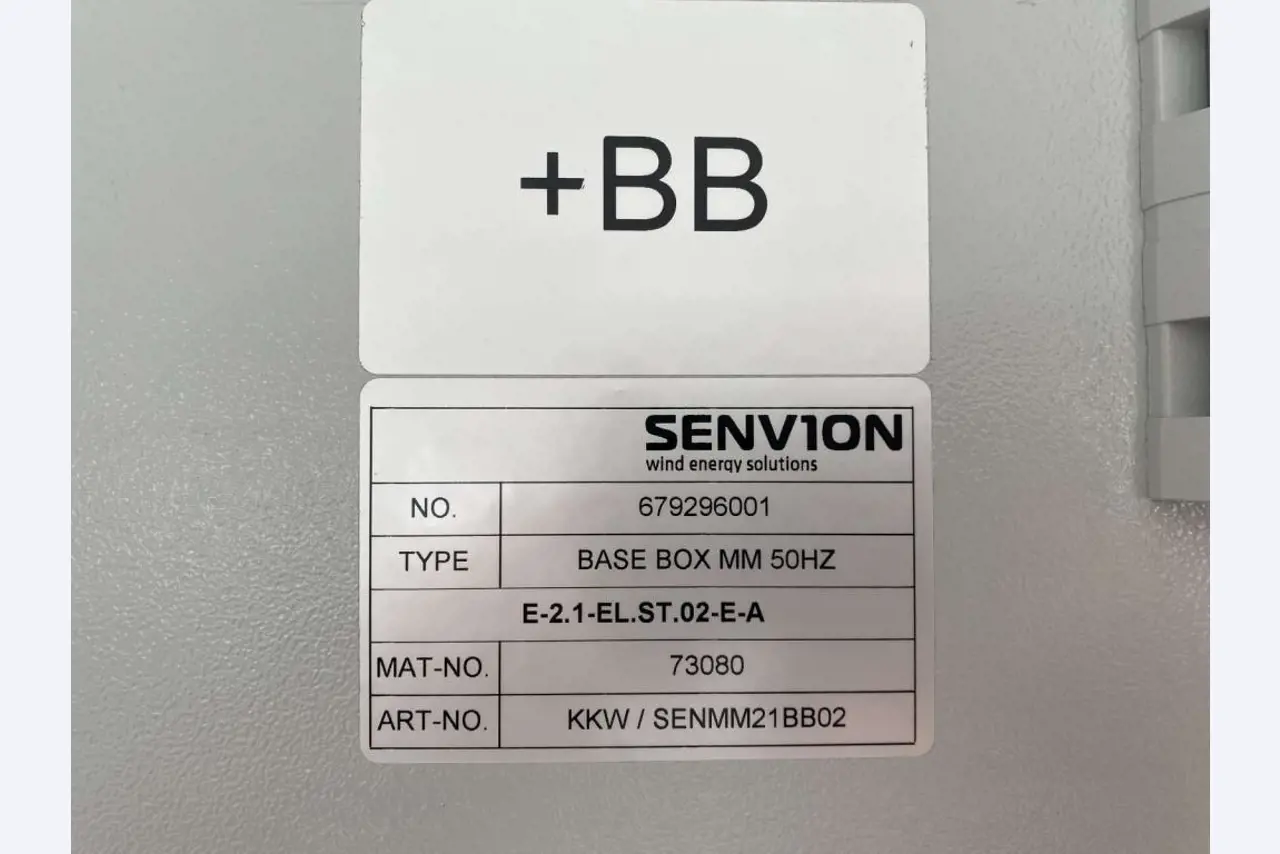 +BB
SENVION
wind energy solutions
NO. 679296001
TYPE BASE BOX MM 50HZ
E-2.1-EL.ST.02-E-A
MAT-NO. 73080
ART-NO. KKW / SENMM21BB02